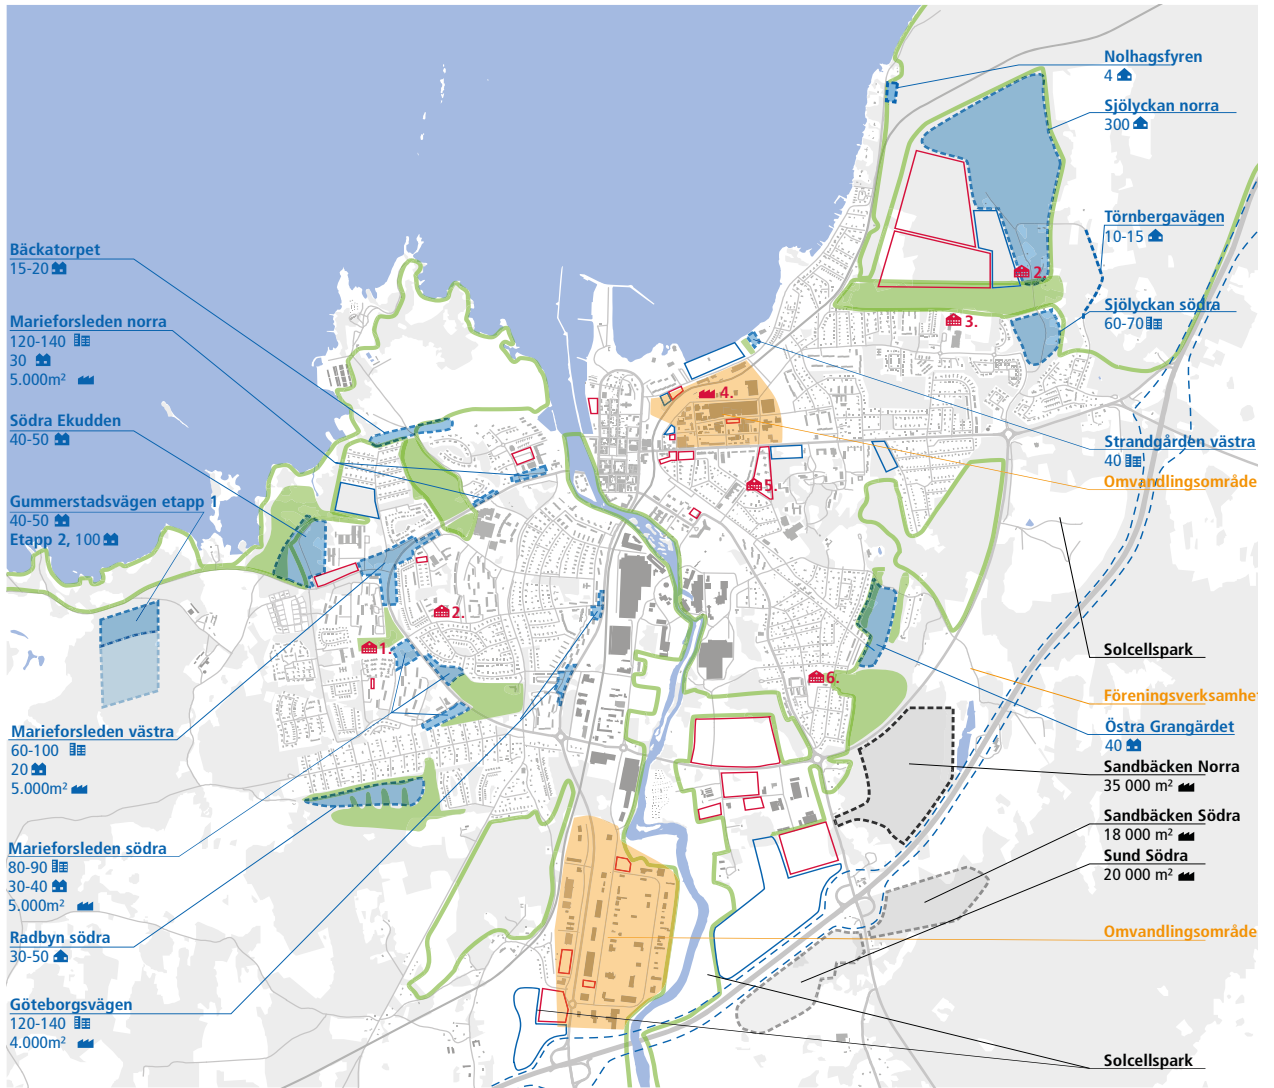 Bäckatorpet
15-20
Marieforsleden norra
120-140
30
5.000m²
Södra Ekudden
40-50
Gummerstadsvägen etapp 1
40-50
Etapp 2, 100
Marieforsleden västra
60-100
20
5.000m²
Marieforsleden södra
80-90
30-40
5.000m²
Radbyn södra
30-50
Göteborgsvägen
120-140
4.000m²
1.
2.
2.
3.
4.
5.
6.
Nolhagsfyren
4
Sjölyckan norra
300
Törnbergavägen
10-15
Sjölyckan södra
60-70
Strandgården västra
40
Omvandlingsområde
Solcellspark
Föreningsverksamhe
Östra Grangärdet
40
Sandbäcken Norra
35 000 m²
Sandbäcken Södra
18 000 m²
Sund Södra
20 000 m²
Omvandlingsområde
Solcellspark